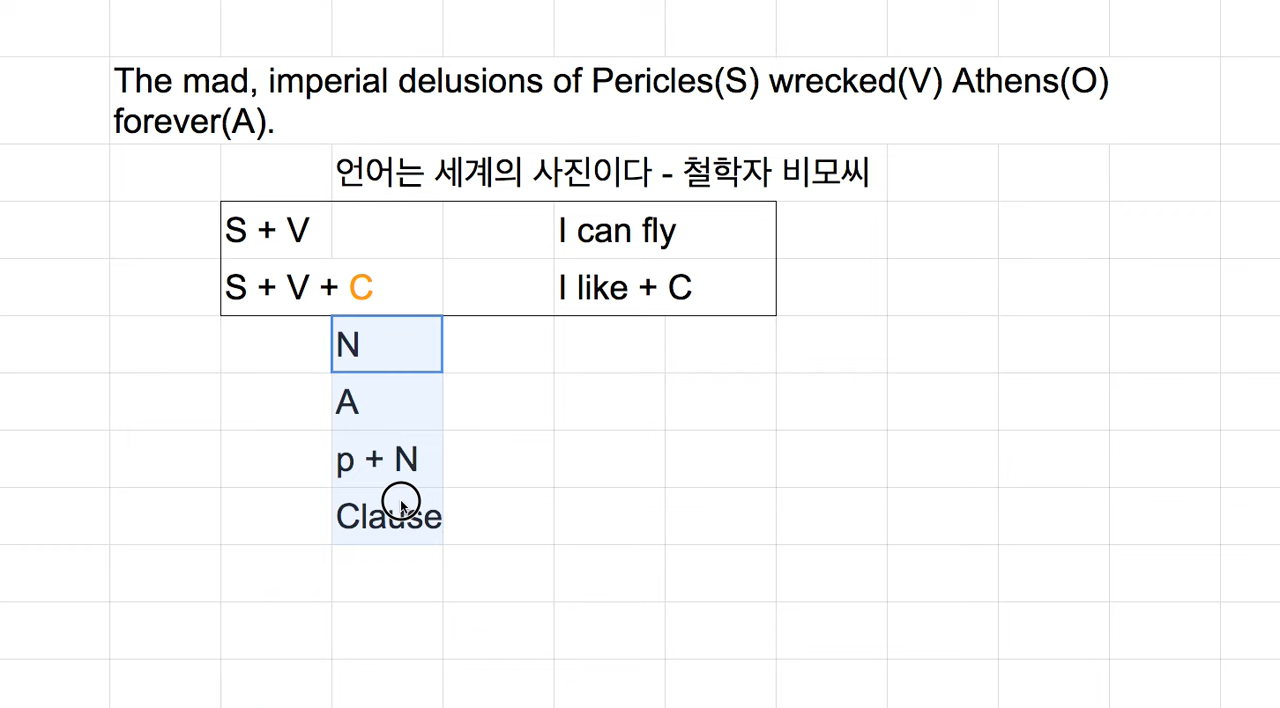 The mad, imperial delusions of Pericles(S) wrecked(V) Athens(O)
forever(A).
언어는 세계의 사진이다 - 철학자 비모씨
S + V I can fly
S + V + C I like + C
N
A
p + N
Clause